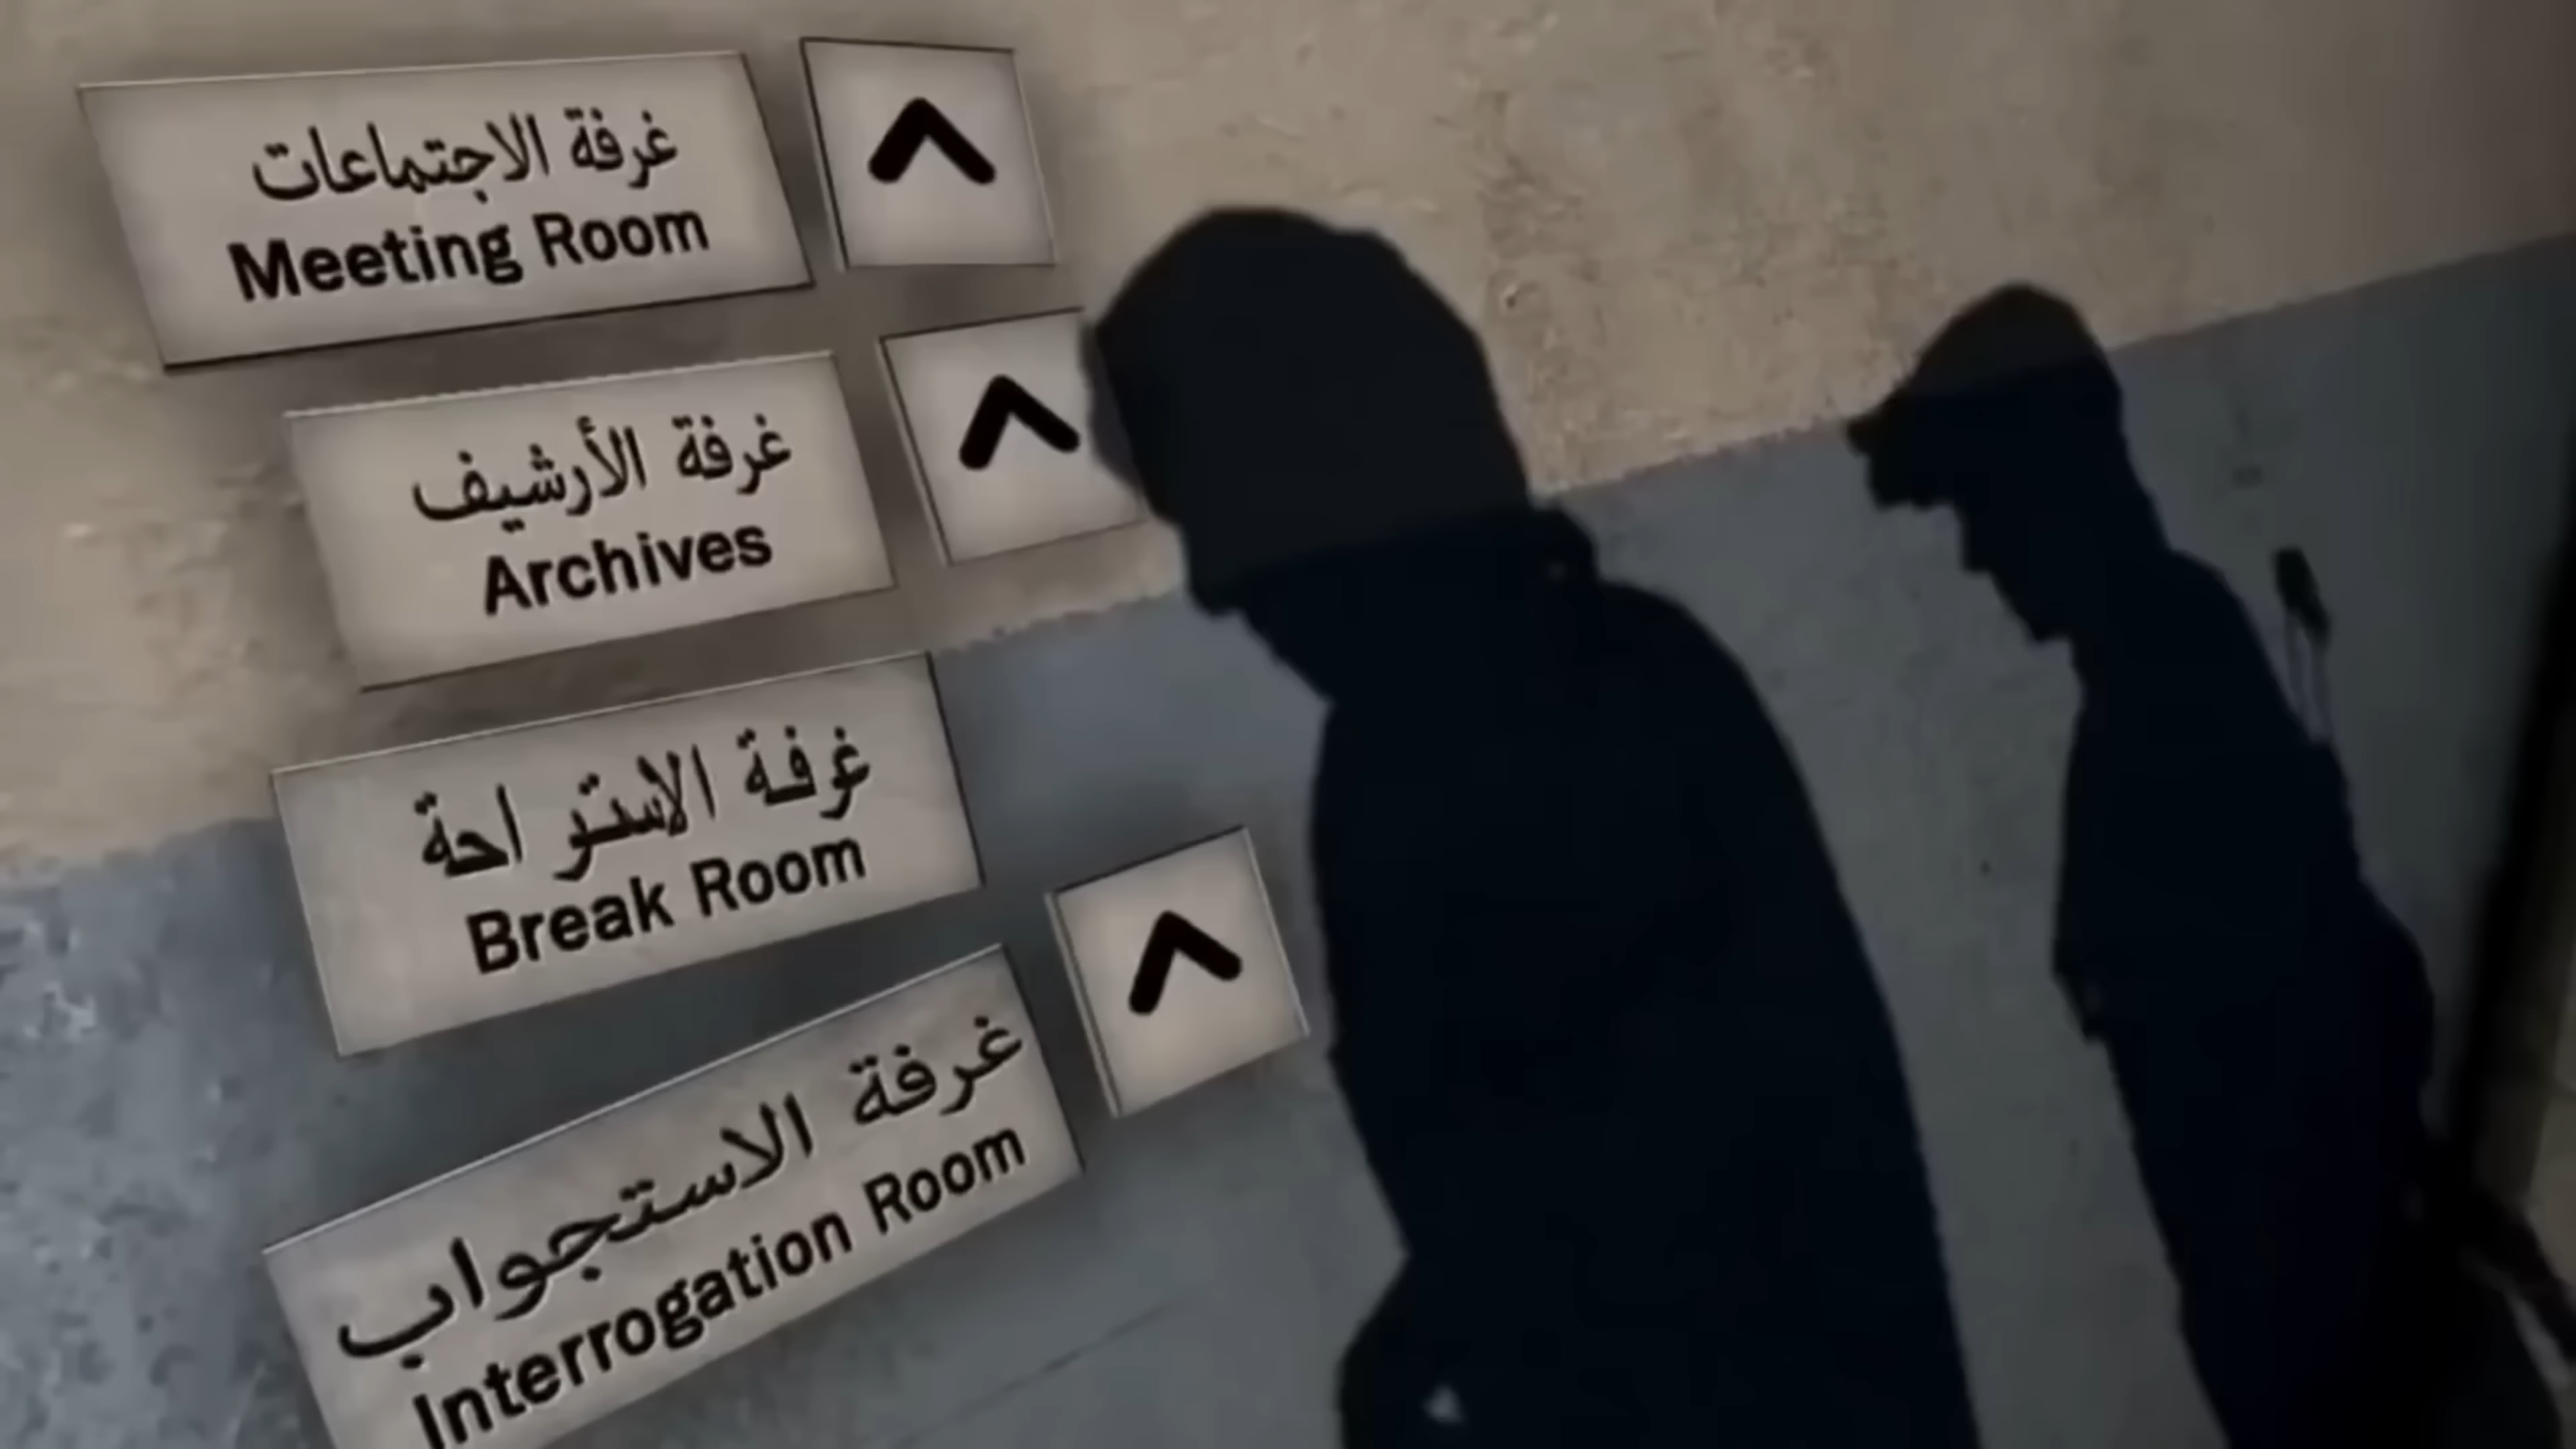 غرفة الاجتماعات
Meeting Room
غرفة الأرشيف
Archives
غرفة الاستراحة
Break Room
غرفة الاستجواب
Interrogation Room